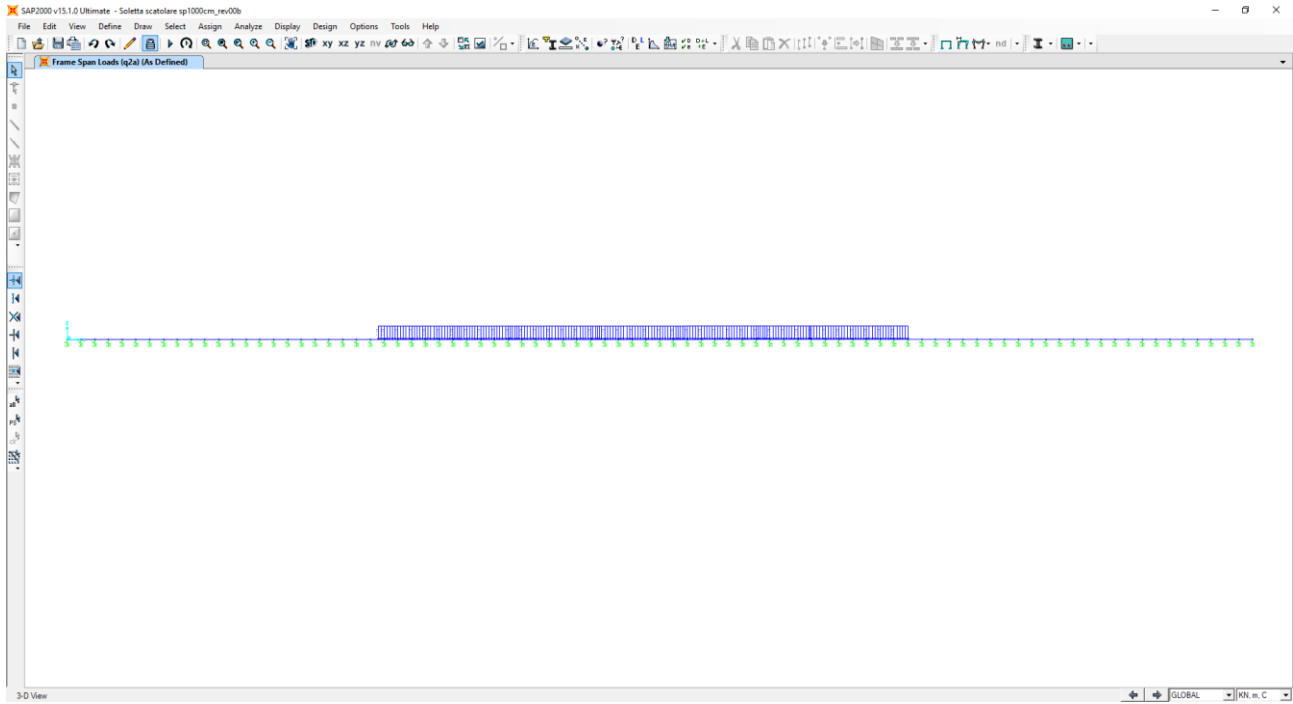 SAP2000 v15.1.0 Ultimate - Soletta scatolare sp1000cm_rev00b
File Edit View Define Draw Select Assign Analyze Display Design Options Tools Help
xy xz yz nv nd
Frame Span Loads (q2a) (As Defined)
3-D View GLOBAL KN, m, C